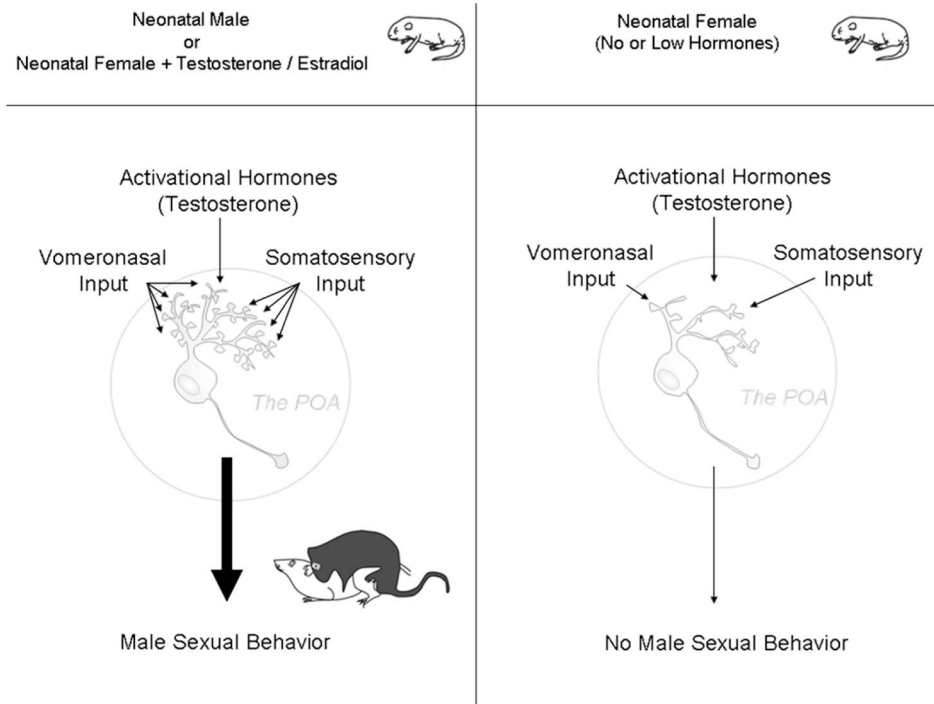 Neonatal Male
or
Neonatal Female + Testosterone / Estradiol
Neonatal Female
(No or Low Hormones)
Activational Hormones
(Testosterone)
Vomeronasal
Input
Somatosensory
Input
The POA
Male Sexual Behavior
Activational Hormones
(Testosterone)
Vomeronasal
Input
Somatosensory
Input
The POA
No Male Sexual Behavior